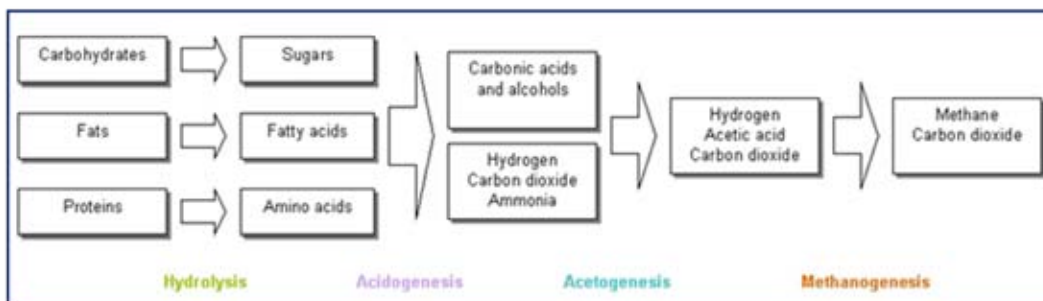 Carbohydrates
Sugars
Fats
Fatty acids
Proteins
Amino acids
Carbonic acids
and alcohols
Hydrogen
Carbon dioxide
Ammonia
Hydrogen
Acetic acid
Carbon dioxide
Methane
Carbon dioxide
Hydrolysis
Acidogenesis
Acetogenesis
Methanogenesis